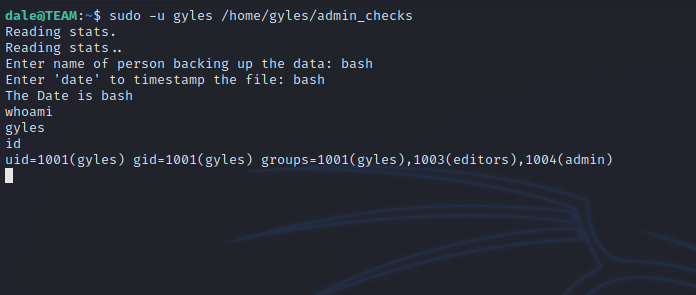 dale@TEAM:~$ sudo -u gyles /home/gyles/admin_checks
Reading stats.
Reading stats..
Enter name of person backing up the data: bash
Enter 'date' to timestamp the file: bash
The Date is bash
whoami
gyles
id
uid=1001(gyles) gid=1001(gyles) groups=1001(gyles),1003(editors),1004(admin)